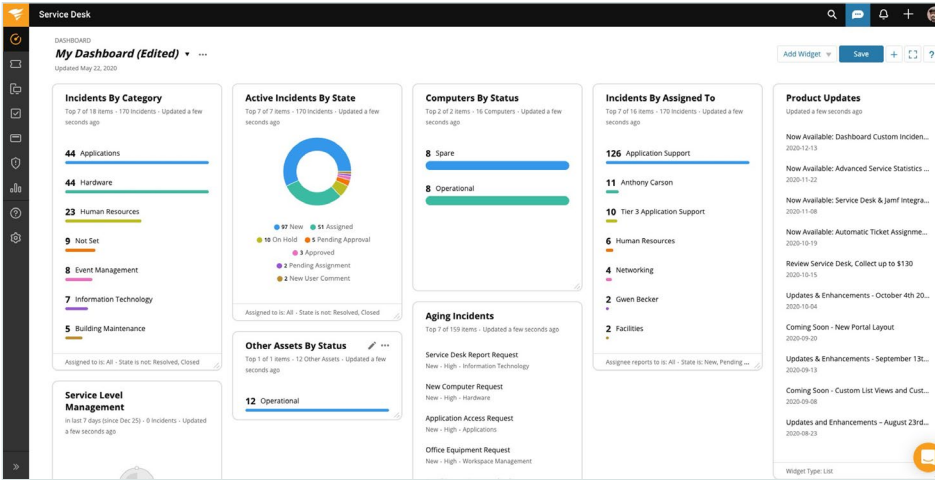 Service Desk
DASHBOARD
My Dashboard (Edited)
Updated May 22, 2020
Add Widget
Save
+
?
Incidents By Category
Top 7 of 18 items - 170 Incidents - Updated a few
seconds ago
44 Applications
44 Hardware
23 Human Resources
9 Not Set
8 Event Management
7 Information Technology
5 Building Maintenance
Assigned to is: All - State is not: Resolved, Closed
Service Level
Management
in last 7 days (since Dec 25) - 0 Incidents - Updated
a few seconds ago
Active Incidents By State
Top 7 of 7 items - 170 Incidents - Updated a few
seconds ago
97 New 51 Assigned
10 On Hold 5 Pending Approval
3 Approved
2 Pending Assignment
2 New User Comment
Assigned to is: All - State is not: Resolved, Closed
Other Assets By Status
Top 1 of 1 items - 12 Other Assets - Updated a few
seconds ago
12 Operational
Computers By Status
Top 2 of 2 items - 16 Computers - Updated a few
seconds ago
8 Spare
8 Operational
Aging Incidents
Top 7 of 159 items - Updated a few seconds ago
Service Desk Report Request
New - High - Information Technology
New Computer Request
New - High - Hardware
Application Access Request
New - High - Applications
Office Equipment Request
New - High - Workspace Management
Incidents By Assigned To
Top 7 of 16 items - 170 Incidents - Updated a few
seconds ago
126 Application Support
11 Anthony Carson
10 Tier 3 Application Support
6 Human Resources
4 Networking
2 Gwen Becker
2 Facilities
Assignee reports to is: All - State is: New, Pending ...
Product Updates
Updated a few seconds ago
Now Available: Dashboard Custom Inciden...
2020-12-13
Now Available: Advanced Service Statistics ...
2020-11-22
Now Available: Service Desk & Jamf Integra...
2020-11-08
Now Available: Automatic Ticket Assignme...
2020-10-19
Review Service Desk, Collect up to $130
2020-10-15
Updates & Enhancements - October 4th 20...
2020-10-04
Coming Soon - New Portal Layout
2020-09-20
Updates & Enhancements - September 13t...
2020-09-13
Coming Soon - Custom List Views and Cust...
2020-09-08
Updates and Enhancements – August 23rd...
2020-08-23
Widget Type: List